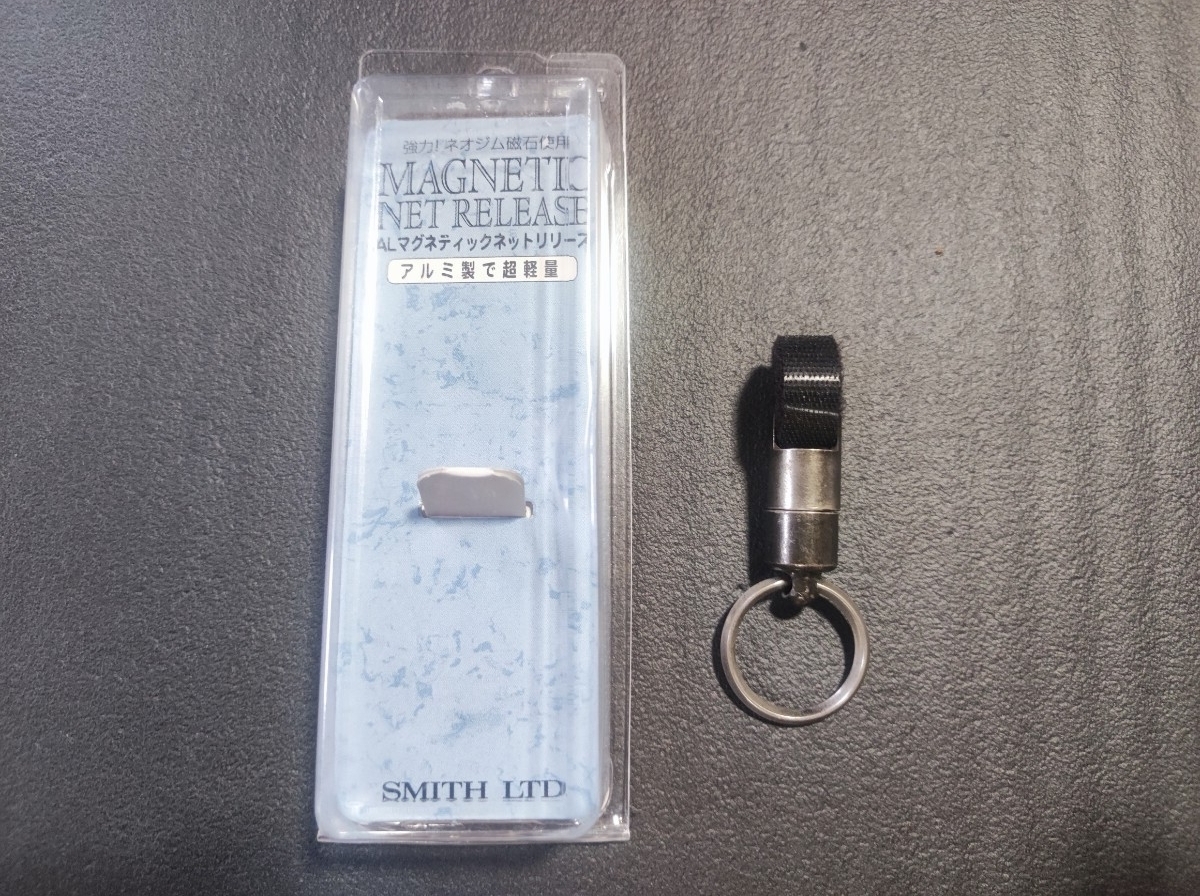 強力!ネオジム磁石使用
MAGNETIC
NET RELEASE
ALマグネティックネットリリース
アルミ製で超軽量
SMITH LTD